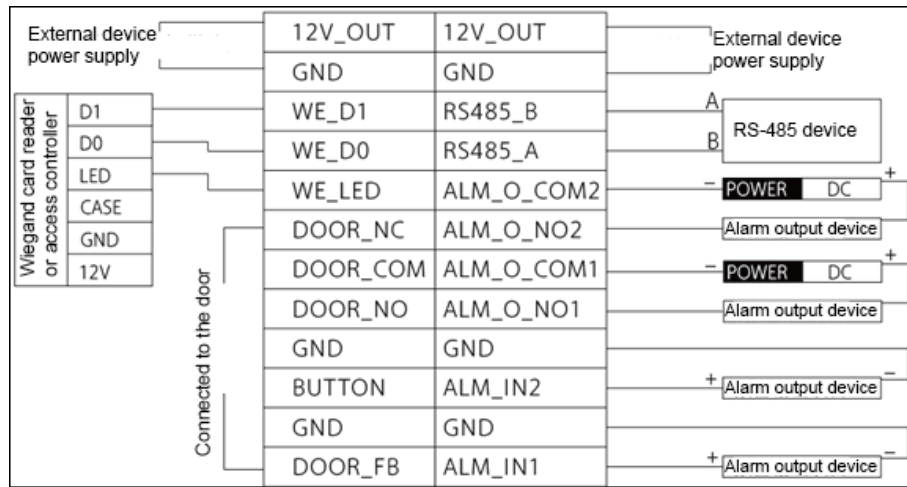 External device
power supply
12V_OUT 12V_OUT
External device
power supply
GND GND
Wiegand card reader
or access controller
D1
D0
LED
CASE
GND
12V
WE_D1 RS485_B
A
RS-485 device
WE_D0 RS485_A
B
WE_LED ALM_O_COM2
− POWER DC +
DOOR_NC ALM_O_NO2
Alarm output device
DOOR_COM ALM_O_COM1
− POWER DC +
DOOR_NO ALM_O_NO1
Alarm output device
Connected to the door
GND GND
BUTTON ALM_IN2
+ Alarm output device −
GND GND
DOOR_FB ALM_IN1
+ Alarm output device −